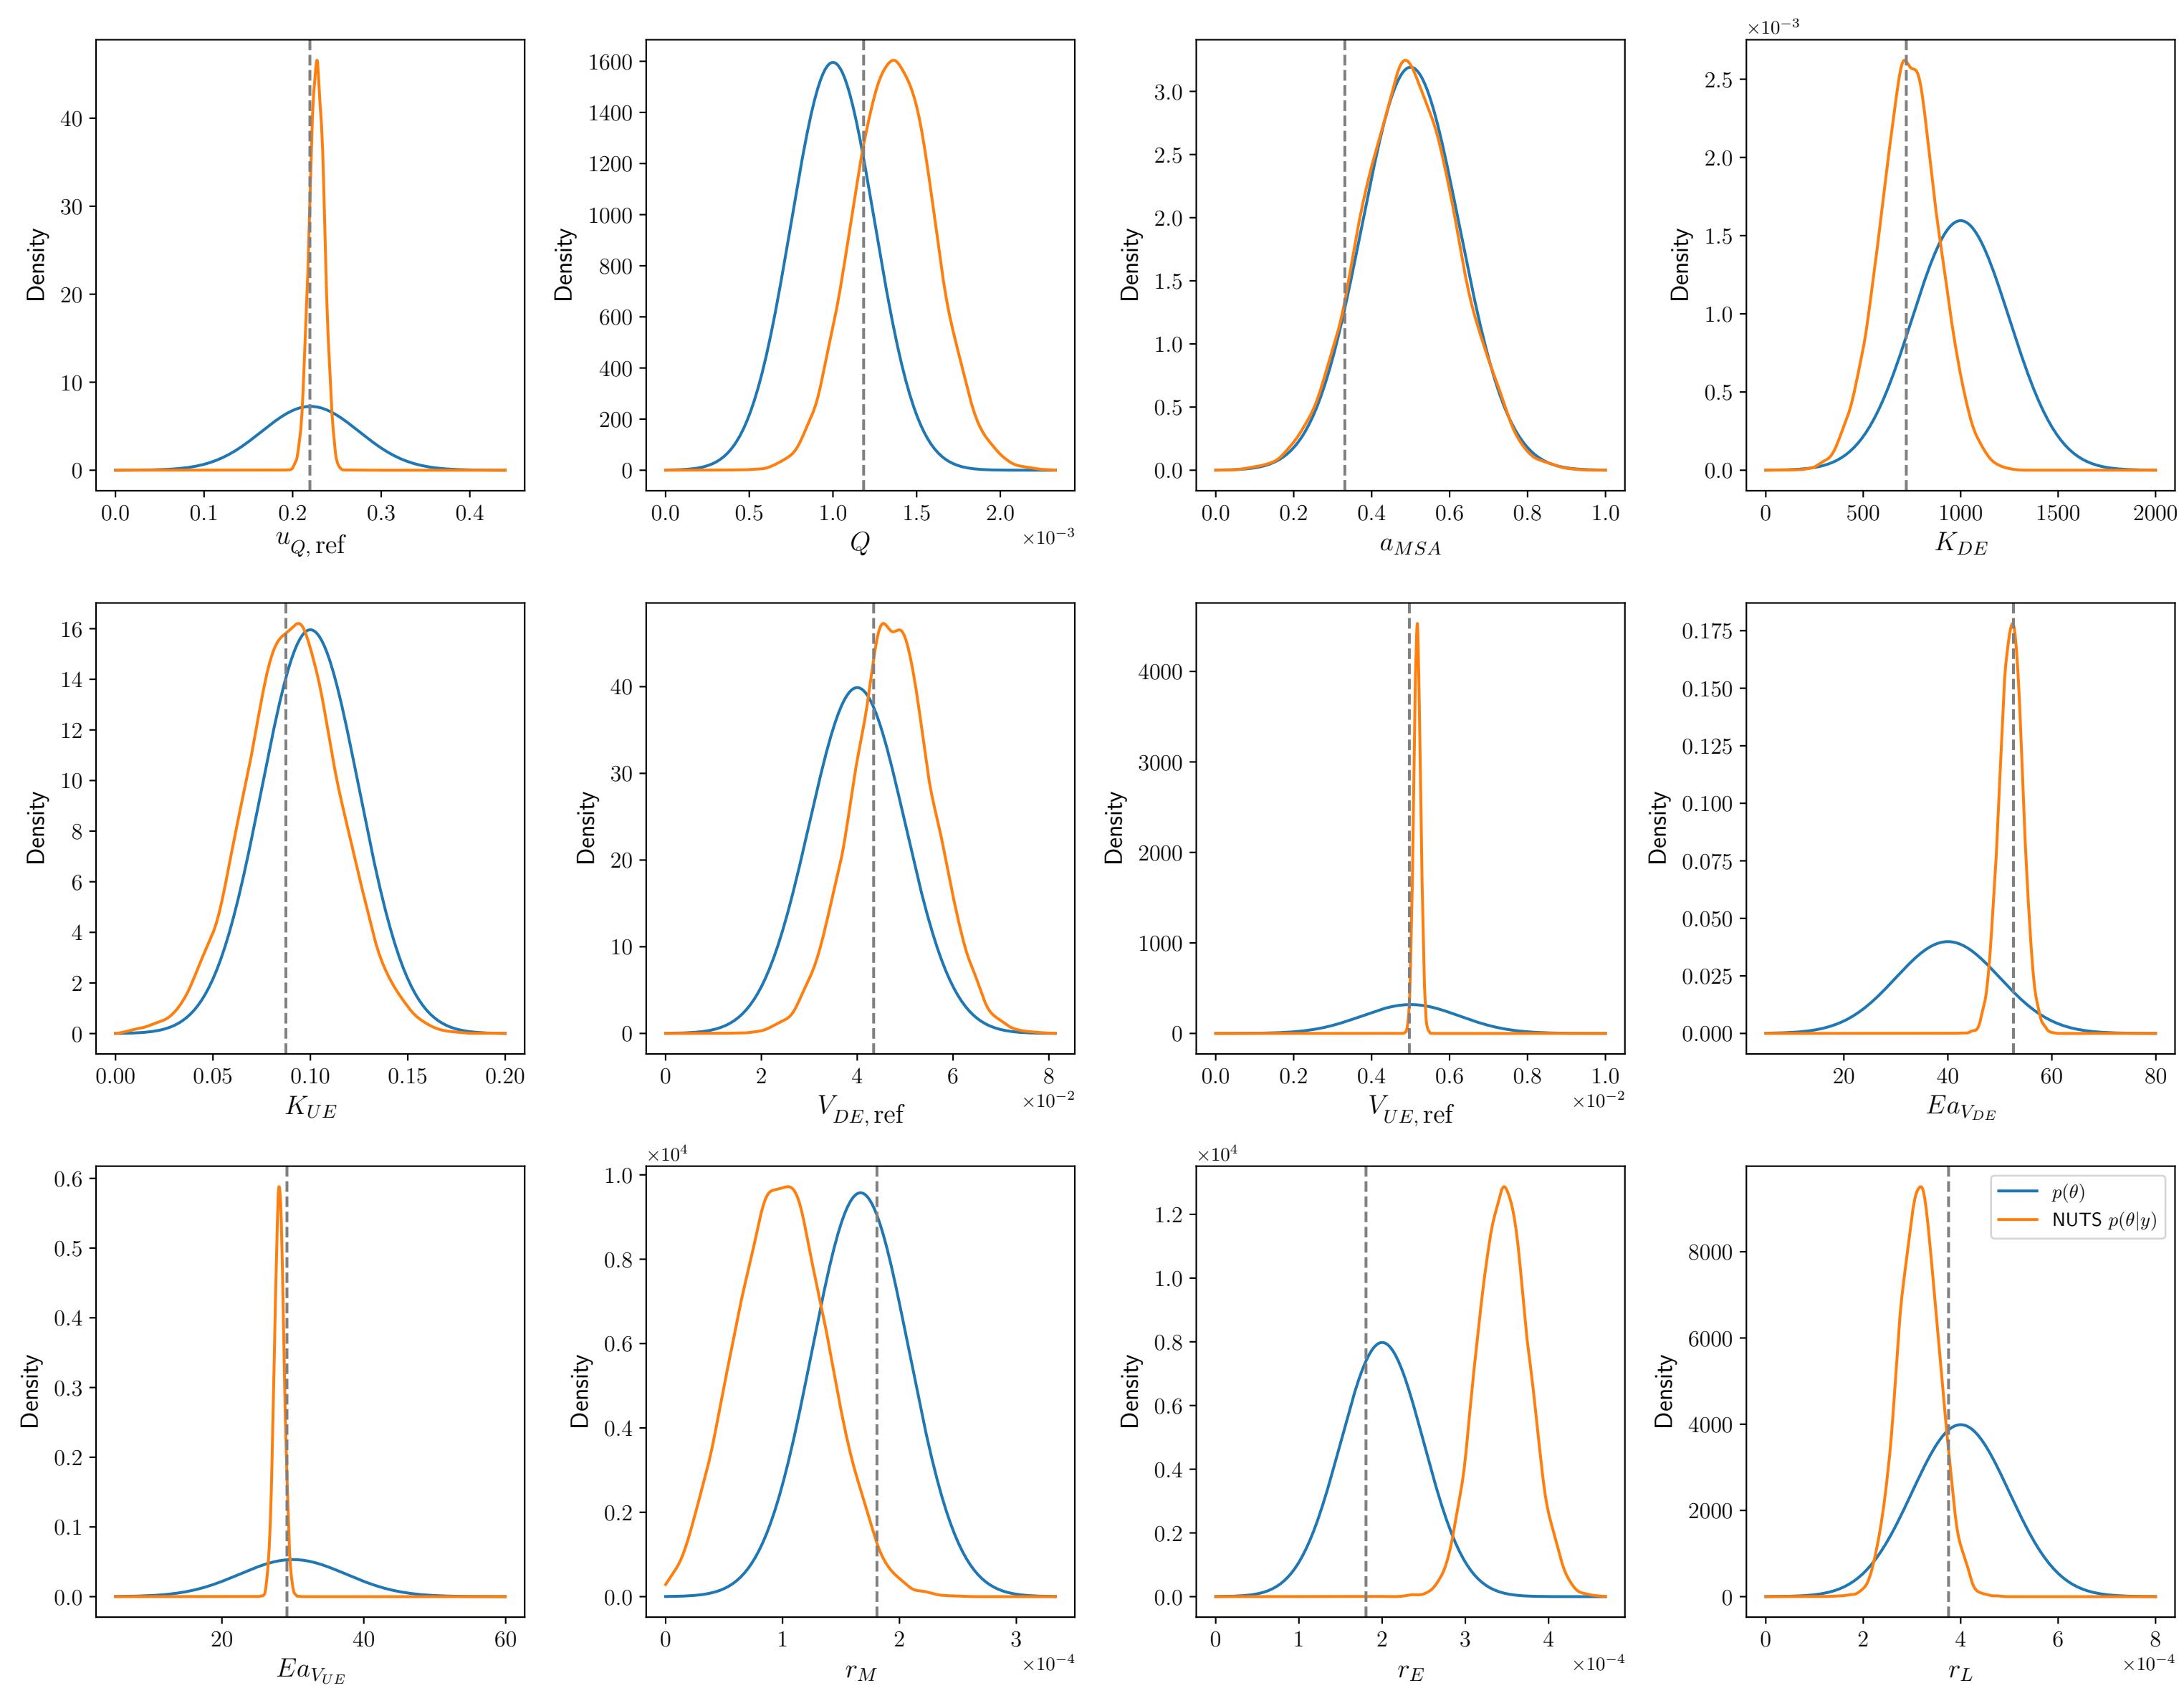 Density
0 10 20 30 40
0.0 0.1 0.2 0.3 0.4
u_{Q, ref}
Density
0 200 400 600 800 1000 1200 1400 1600
0.0 0.5 1.0 1.5 2.0
×10⁻³
Q
Density
0.0 0.5 1.0 1.5 2.0 2.5 3.0
0.0 0.2 0.4 0.6 0.8 1.0
a_{MSA}
×10⁻³
Density
0.0 0.5 1.0 1.5 2.0 2.5
0 500 1000 1500 2000
K_{DE}
Density
0 2 4 6 8 10 12 14 16
0.00 0.05 0.10 0.15 0.20
K_{UE}
Density
0 10 20 30 40
0 2 4 6 8
×10⁻²
V_{DE, ref}
Density
0 1000 2000 3000 4000
0.0 0.2 0.4 0.6 0.8 1.0
×10⁻²
V_{UE, ref}
Density
0.000 0.025 0.050 0.075 0.100 0.125 0.150 0.175
20 40 60 80
Ea_{V_{DE}}
Density
0.0 0.1 0.2 0.3 0.4 0.5 0.6
20 40 60
Ea_{V_{UE}}
×10⁴
Density
0.0 0.2 0.4 0.6 0.8 1.0
0 1 2 3
×10⁻⁴
r_M
×10⁴
Density
0.0 0.2 0.4 0.6 0.8 1.0 1.2
0 1 2 3 4
×10⁻⁴
r_E
Density
0 2000 4000 6000 8000
0 2 4 6 8
×10⁻⁴
r_L
p(θ)
NUTS p(θ|y)